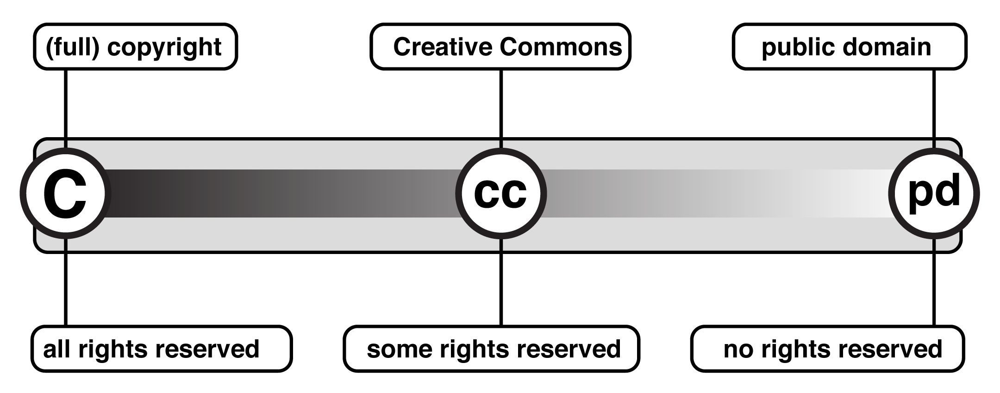 (full) copyright
Creative Commons
public domain
C
cc
pd
all rights reserved
some rights reserved
no rights reserved